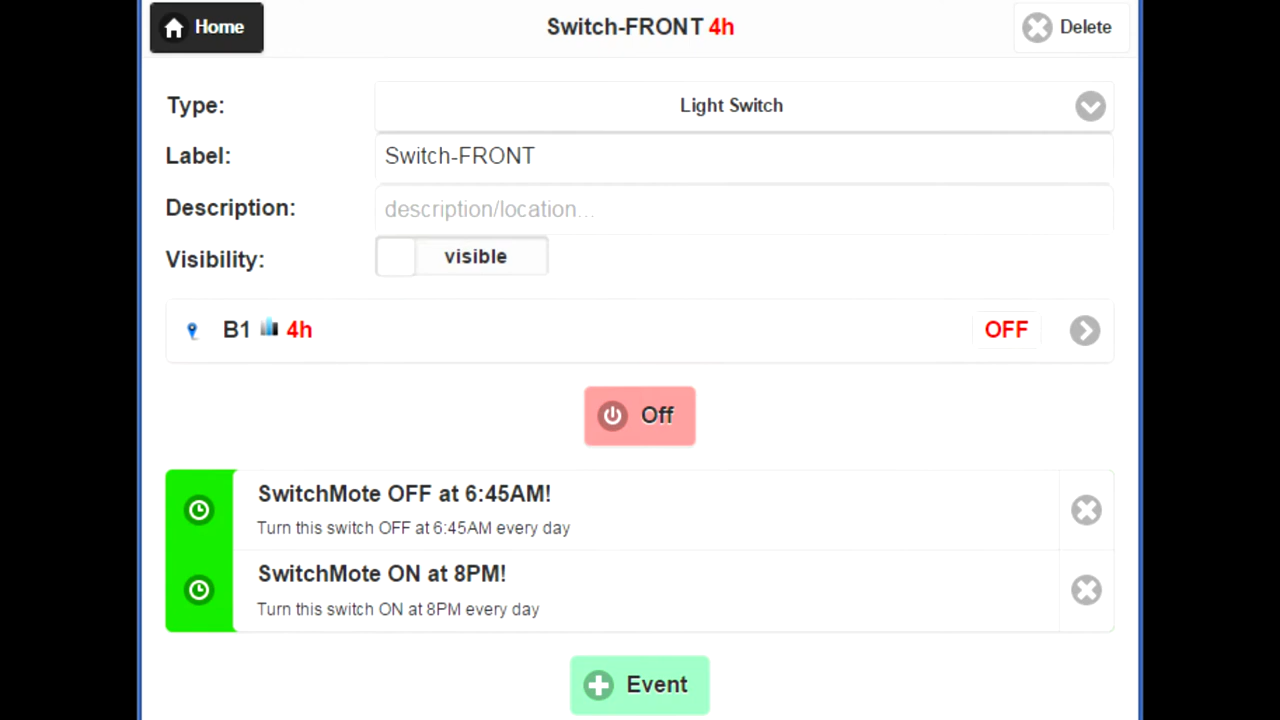 Home
Switch-FRONT 4h
Delete
Type:
Light Switch
Label:
Switch-FRONT
Description:
description/location...
Visibility:
visible
B1 4h
OFF
Off
SwitchMote OFF at 6:45AM!
Turn this switch OFF at 6:45AM every day
SwitchMote ON at 8PM!
Turn this switch ON at 8PM every day
Event